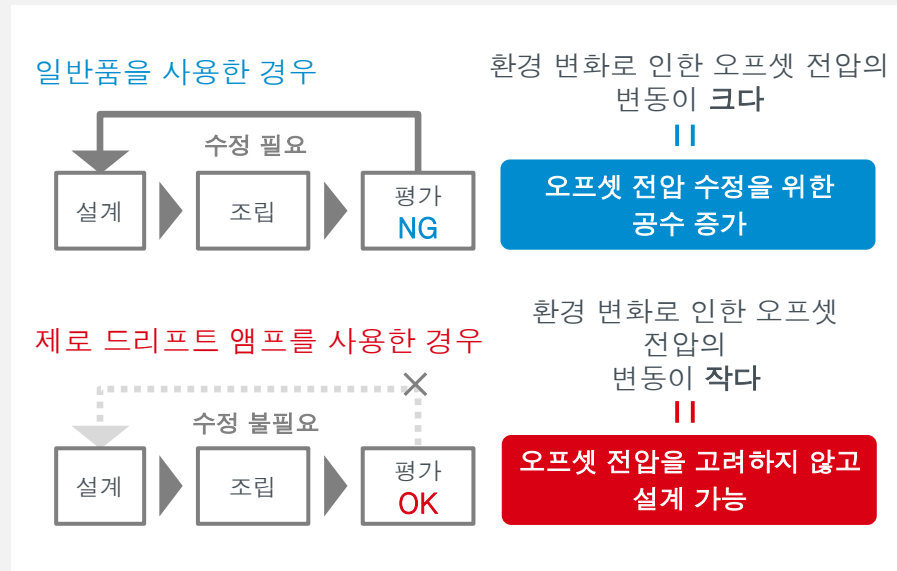 일반품을 사용한 경우
수정 필요
설계
조립
평가
NG
환경 변화로 인한 오프셋 전압의
변동이 크다
오프셋 전압 수정을 위한
공수 증가
제로 드리프트 앰프를 사용한 경우
수정 불필요
설계
조립
평가
OK
환경 변화로 인한 오프셋
전압의
변동이 작다
오프셋 전압을 고려하지 않고
설계 가능